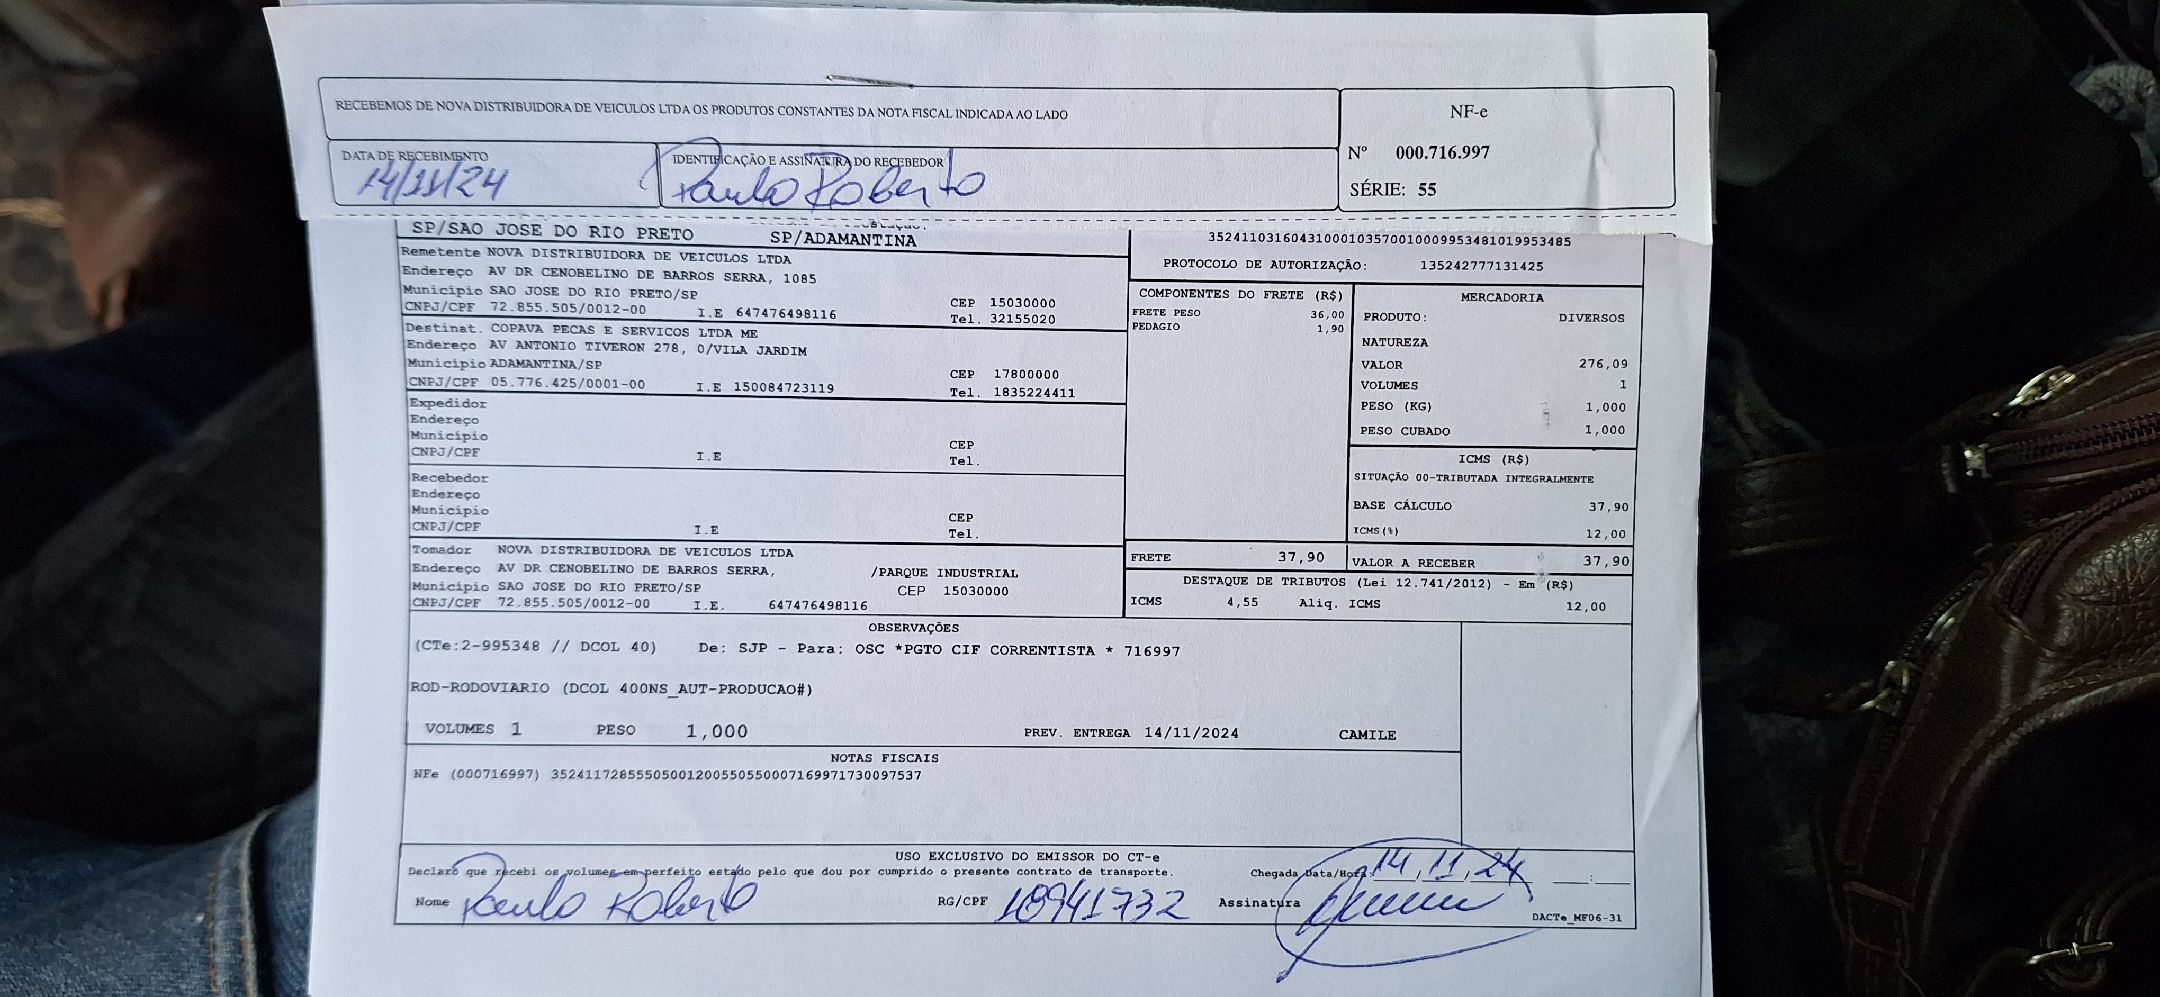 RECEBEMOS DE NOVA DISTRIBUIDORA DE VEICULOS LTDA OS PRODUTOS CONSTANTES DA NOTA FISCAL INDICADA AO LADO
NF-e
Nº 000.716.997
SÉRIE: 55
DATA DE RECEBIMENTO
14/11/24
IDENTIFICAÇÃO E ASSINATURA DO RECEBEDOR
Paulo Roberto
SP/SAO JOSE DO RIO PRETO SP/ADAMANTINA
Remetente NOVA DISTRIBUIDORA DE VEICULOS LTDA
Endereço AV DR CENOBELINO DE BARROS SERRA, 1085
Município SAO JOSE DO RIO PRETO/SP CEP 15030000
CNPJ/CPF 72.855.505/0012-00 I.E 647476498116 Tel. 32155020
Destinat. COPAVA PECAS E SERVICOS LTDA ME
Endereço AV ANTONIO TIVERON 278, 0/VILA JARDIM
Município ADAMANTINA/SP CEP 17800000
CNPJ/CPF 05.776.425/0001-00 I.E 150084723119 Tel. 1835224411
Expedidor
Endereço
Município CEP
CNPJ/CPF I.E Tel.
Recebedor
Endereço
Município CEP
CNPJ/CPF I.E Tel.
Tomador NOVA DISTRIBUIDORA DE VEICULOS LTDA
Endereço AV DR CENOBELINO DE BARROS SERRA, /PARQUE INDUSTRIAL
Município SAO JOSE DO RIO PRETO/SP CEP 15030000
CNPJ/CPF 72.855.505/0012-00 I.E. 647476498116
35241103160431000103570010009953481019953485
PROTOCOLO DE AUTORIZAÇÃO: 135242777131425
COMPONENTES DO FRETE (R$)
FRETE PESO 36,00
PEDAGIO 1,90
MERCADORIA
PRODUTO: DIVERSOS
NATUREZA
VALOR 276,09
VOLUMES 1
PESO (KG) 1,000
PESO CUBADO 1,000
ICMS (R$)
SITUAÇÃO 00-TRIBUTADA INTEGRALMENTE
BASE CÁLCULO 37,90
ICMS(%) 12,00
FRETE 37,90 VALOR A RECEBER 37,90
DESTAQUE DE TRIBUTOS (Lei 12.741/2012) - Em (R$)
ICMS 4,55 Aliq. ICMS 12,00
OBSERVAÇÕES
(CTe:2-995348 // DCOL 40) De: SJP - Para: OSC *PGTO CIF CORRENTISTA * 716997
ROD-RODOVIARIO (DCOL 400NS_AUT-PRODUCAO#)
VOLUMES 1 PESO 1,000 PREV. ENTREGA 14/11/2024 CAMILE
NOTAS FISCAIS
NFe (000716997) 35241172855505001200550550007169971730097537
USO EXCLUSIVO DO EMISSOR DO CT-e
Declaro que recebi os volumes em perfeito estado pelo que dou por cumprido o presente contrato de transporte. Chegada Data/Hora: 14,11,24 __:__
Nome Paulo Roberto RG/CPF 18941732 Assinatura
DACTe_MF06-31